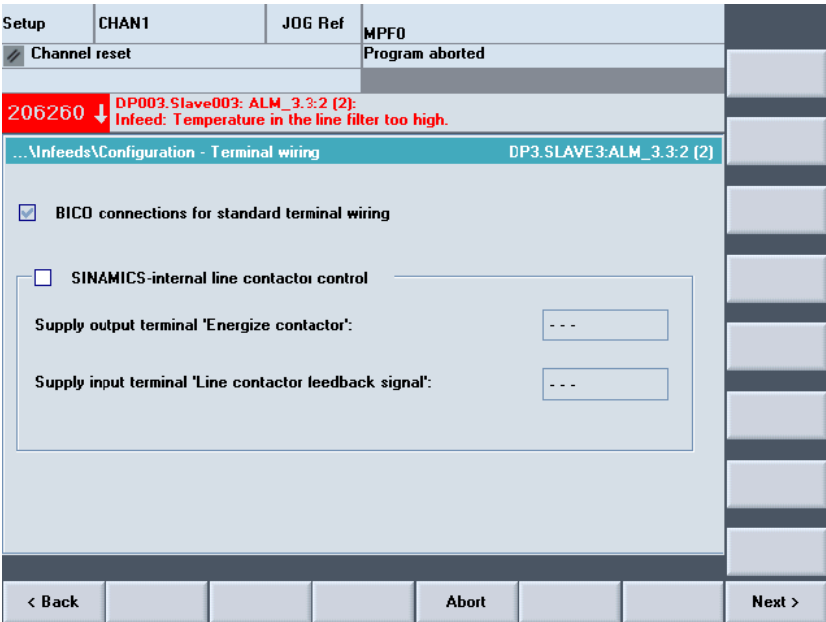 Setup CHAN1 JOG Ref MPF0
Channel reset Program aborted
206260 DP003.Slave003: ALM_3.3:2 (2):
Infeed: Temperature in the line filter too high.
...\Infeeds\Configuration - Terminal wiring DP3.SLAVE3:ALM_3.3:2 (2)
BICO connections for standard terminal wiring
SINAMICS-internal line contactor control
Supply output terminal 'Energize contactor': - - -
Supply input terminal 'Line contactor feedback signal': - - -
< Back Abort Next >